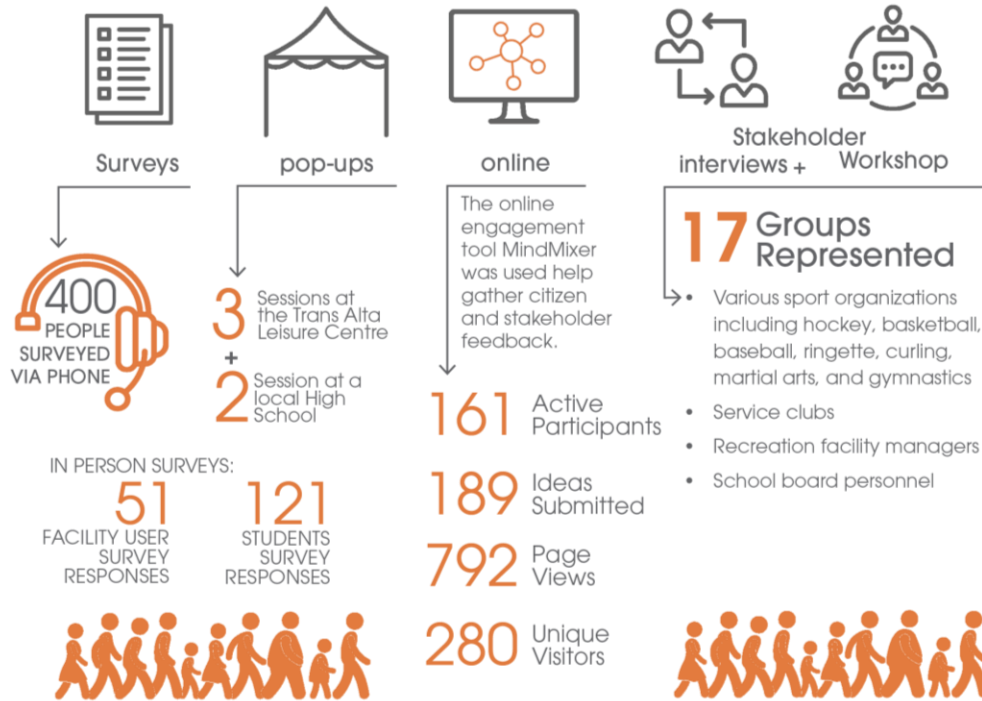 Surveys
400
PEOPLE
SURVEYED
VIA PHONE
pop-ups
3
Sessions at
the Trans Alta
Leisure Centre
+
2
Session at a
local High
School
IN PERSON SURVEYS:
51
FACILITY USER
SURVEY
RESPONSES
121
STUDENTS
SURVEY
RESPONSES
online
The online
engagement
tool MindMixer
was used help
gather citizen
and stakeholder
feedback.
161
Active
Participants
189
Ideas
Submitted
792
Page
Views
280
Unique
Visitors
Stakeholder
interviews + Workshop
17
Groups
Represented
• Various sport organizations
including hockey, basketball,
baseball, ringette, curling,
martial arts, and gymnastics
• Service clubs
• Recreation facility managers
• School board personnel